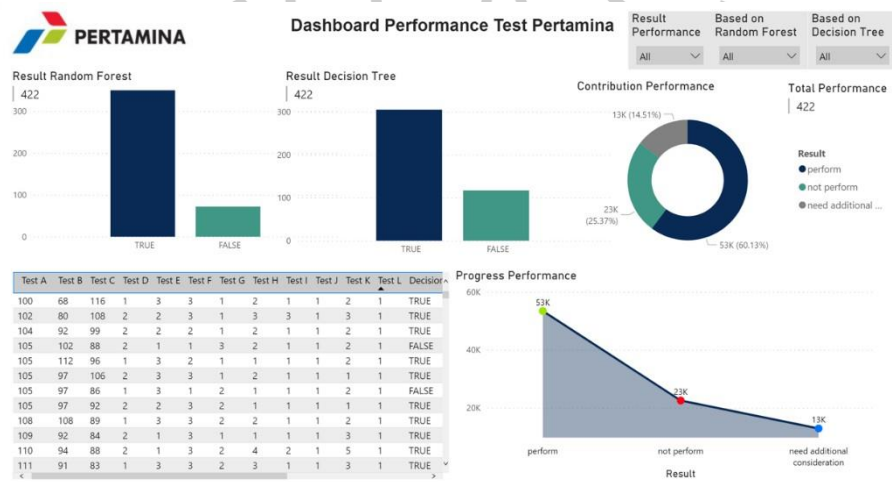 PERTAMINA
Dashboard Performance Test Pertamina
Result Performance
All
Based on Random Forest
All
Based on Decision Tree
All
Result Random Forest
422
300
200
100
0
TRUE
FALSE
Result Decision Tree
422
300
200
100
0
TRUE
FALSE
Contribution Performance
13K (14.51%)
23K
(25.37%)
53K (60.13%)
Total Performance
422
Result
perform
not perform
need additional ...
Test A Test B Test C Test D Test E Test F Test G Test H Test I Test J Test K Test L Decision
100 68 116 1 3 3 1 2 1 1 2 1 TRUE
102 80 108 2 2 3 1 3 3 1 3 1 TRUE
104 92 99 2 2 2 1 2 1 1 2 1 TRUE
105 102 88 2 1 1 3 2 1 1 2 1 FALSE
105 112 96 1 3 2 1 1 1 1 2 1 TRUE
105 97 106 2 3 3 1 2 1 1 1 1 TRUE
105 97 86 1 3 1 2 1 1 1 2 1 FALSE
105 97 92 2 2 3 2 1 1 1 1 1 TRUE
108 108 89 1 3 3 2 2 1 1 2 1 TRUE
109 92 84 2 1 3 1 1 1 1 3 1 TRUE
110 94 88 2 1 3 2 4 2 1 5 1 TRUE
111 91 83 1 3 3 2 3 1 1 3 1 TRUE
Progress Performance
60K
40K
20K
53K
23K
13K
perform
not perform
need additional
consideration
Result